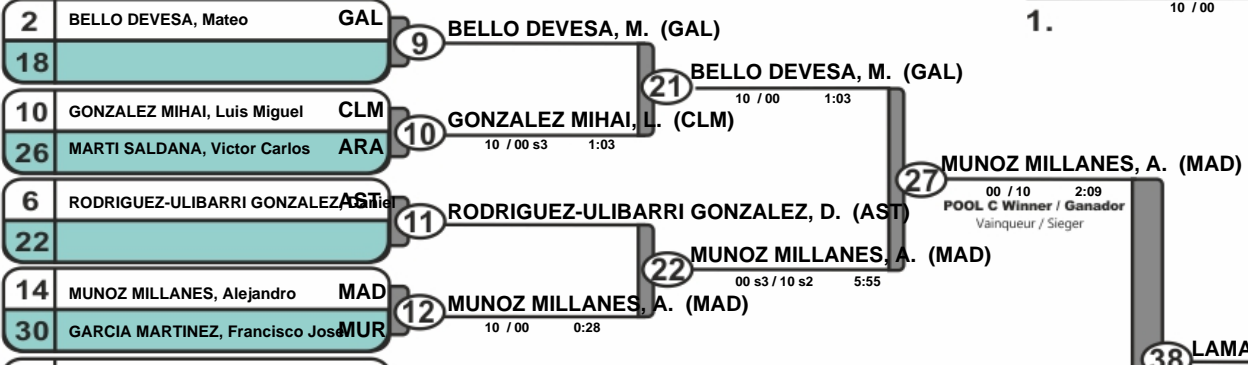 2 BELLO DEVESA, Mateo GAL
18
9 BELLO DEVESA, M. (GAL)
10 GONZALEZ MIHAI, Luis Miguel CLM
26 MARTI SALDANA, Victor Carlos ARA
10 GONZALEZ MIHAI, L. (CLM)
10 / 00 s3 1:03
21 BELLO DEVESA, M. (GAL)
10 / 00 1:03
6 RODRIGUEZ-ULIBARRI GONZALEZ, Daniel AST
22
11 RODRIGUEZ-ULIBARRI GONZALEZ, D. (AST)
14 MUNOZ MILLANES, Alejandro MAD
30 GARCIA MARTINEZ, Francisco Jose MUR
12 MUNOZ MILLANES, A. (MAD)
10 / 00 0:28
22 MUNOZ MILLANES, A. (MAD)
00 s3 / 10 s2 5:55
27 MUNOZ MILLANES, A. (MAD)
00 / 10 2:09
POOL C Winner / Ganador
Vainqueur / Sieger
10 / 00
1.
38 LAMA